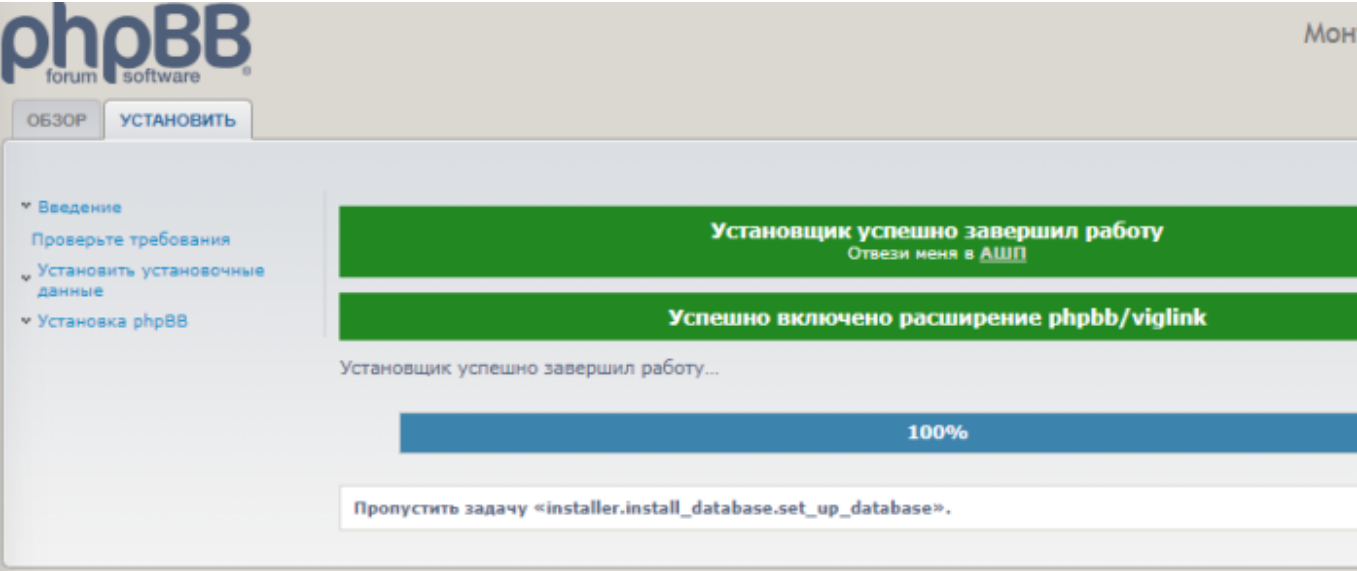 phpBB
forum software
Мон
ОБЗОР
УСТАНОВИТЬ
Введение
Проверьте требования
Установить установочные
данные
Установка phpBB
Установщик успешно завершил работу
Отвези меня в АШП
Успешно включено расширение phpbb/viglink
Установщик успешно завершил работу...
100%
Пропустить задачу «installer.install_database.set_up_database».